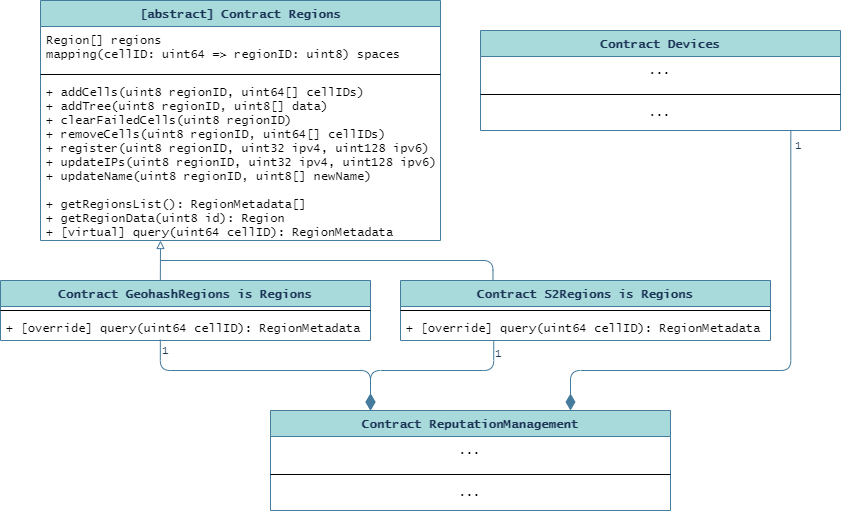 [abstract] Contract Regions
Region[] regions
mapping(cellID: uint64 => regionID: uint8) spaces
+ addCells(uint8 regionID, uint64[] cellIDs)
+ addTree(uint8 regionID, uint8[] data)
+ clearFailedCells(uint8 regionID)
+ removeCells(uint8 regionID, uint64[] cellIDs)
+ register(uint8 regionID, uint32 ipv4, uint128 ipv6)
+ updateIPs(uint8 regionID, uint32 ipv4, uint128 ipv6)
+ updateName(uint8 regionID, uint8[] newName)
+ getRegionsList(): RegionMetadata[]
+ getRegionData(uint8 id): Region
+ [virtual] query(uint64 cellID): RegionMetadata
Contract Devices
...
...
1
Contract GeohashRegions is Regions
+ [override] query(uint64 cellID): RegionMetadata
1
Contract S2Regions is Regions
+ [override] query(uint64 cellID): RegionMetadata
1
Contract ReputationManagement
...
...